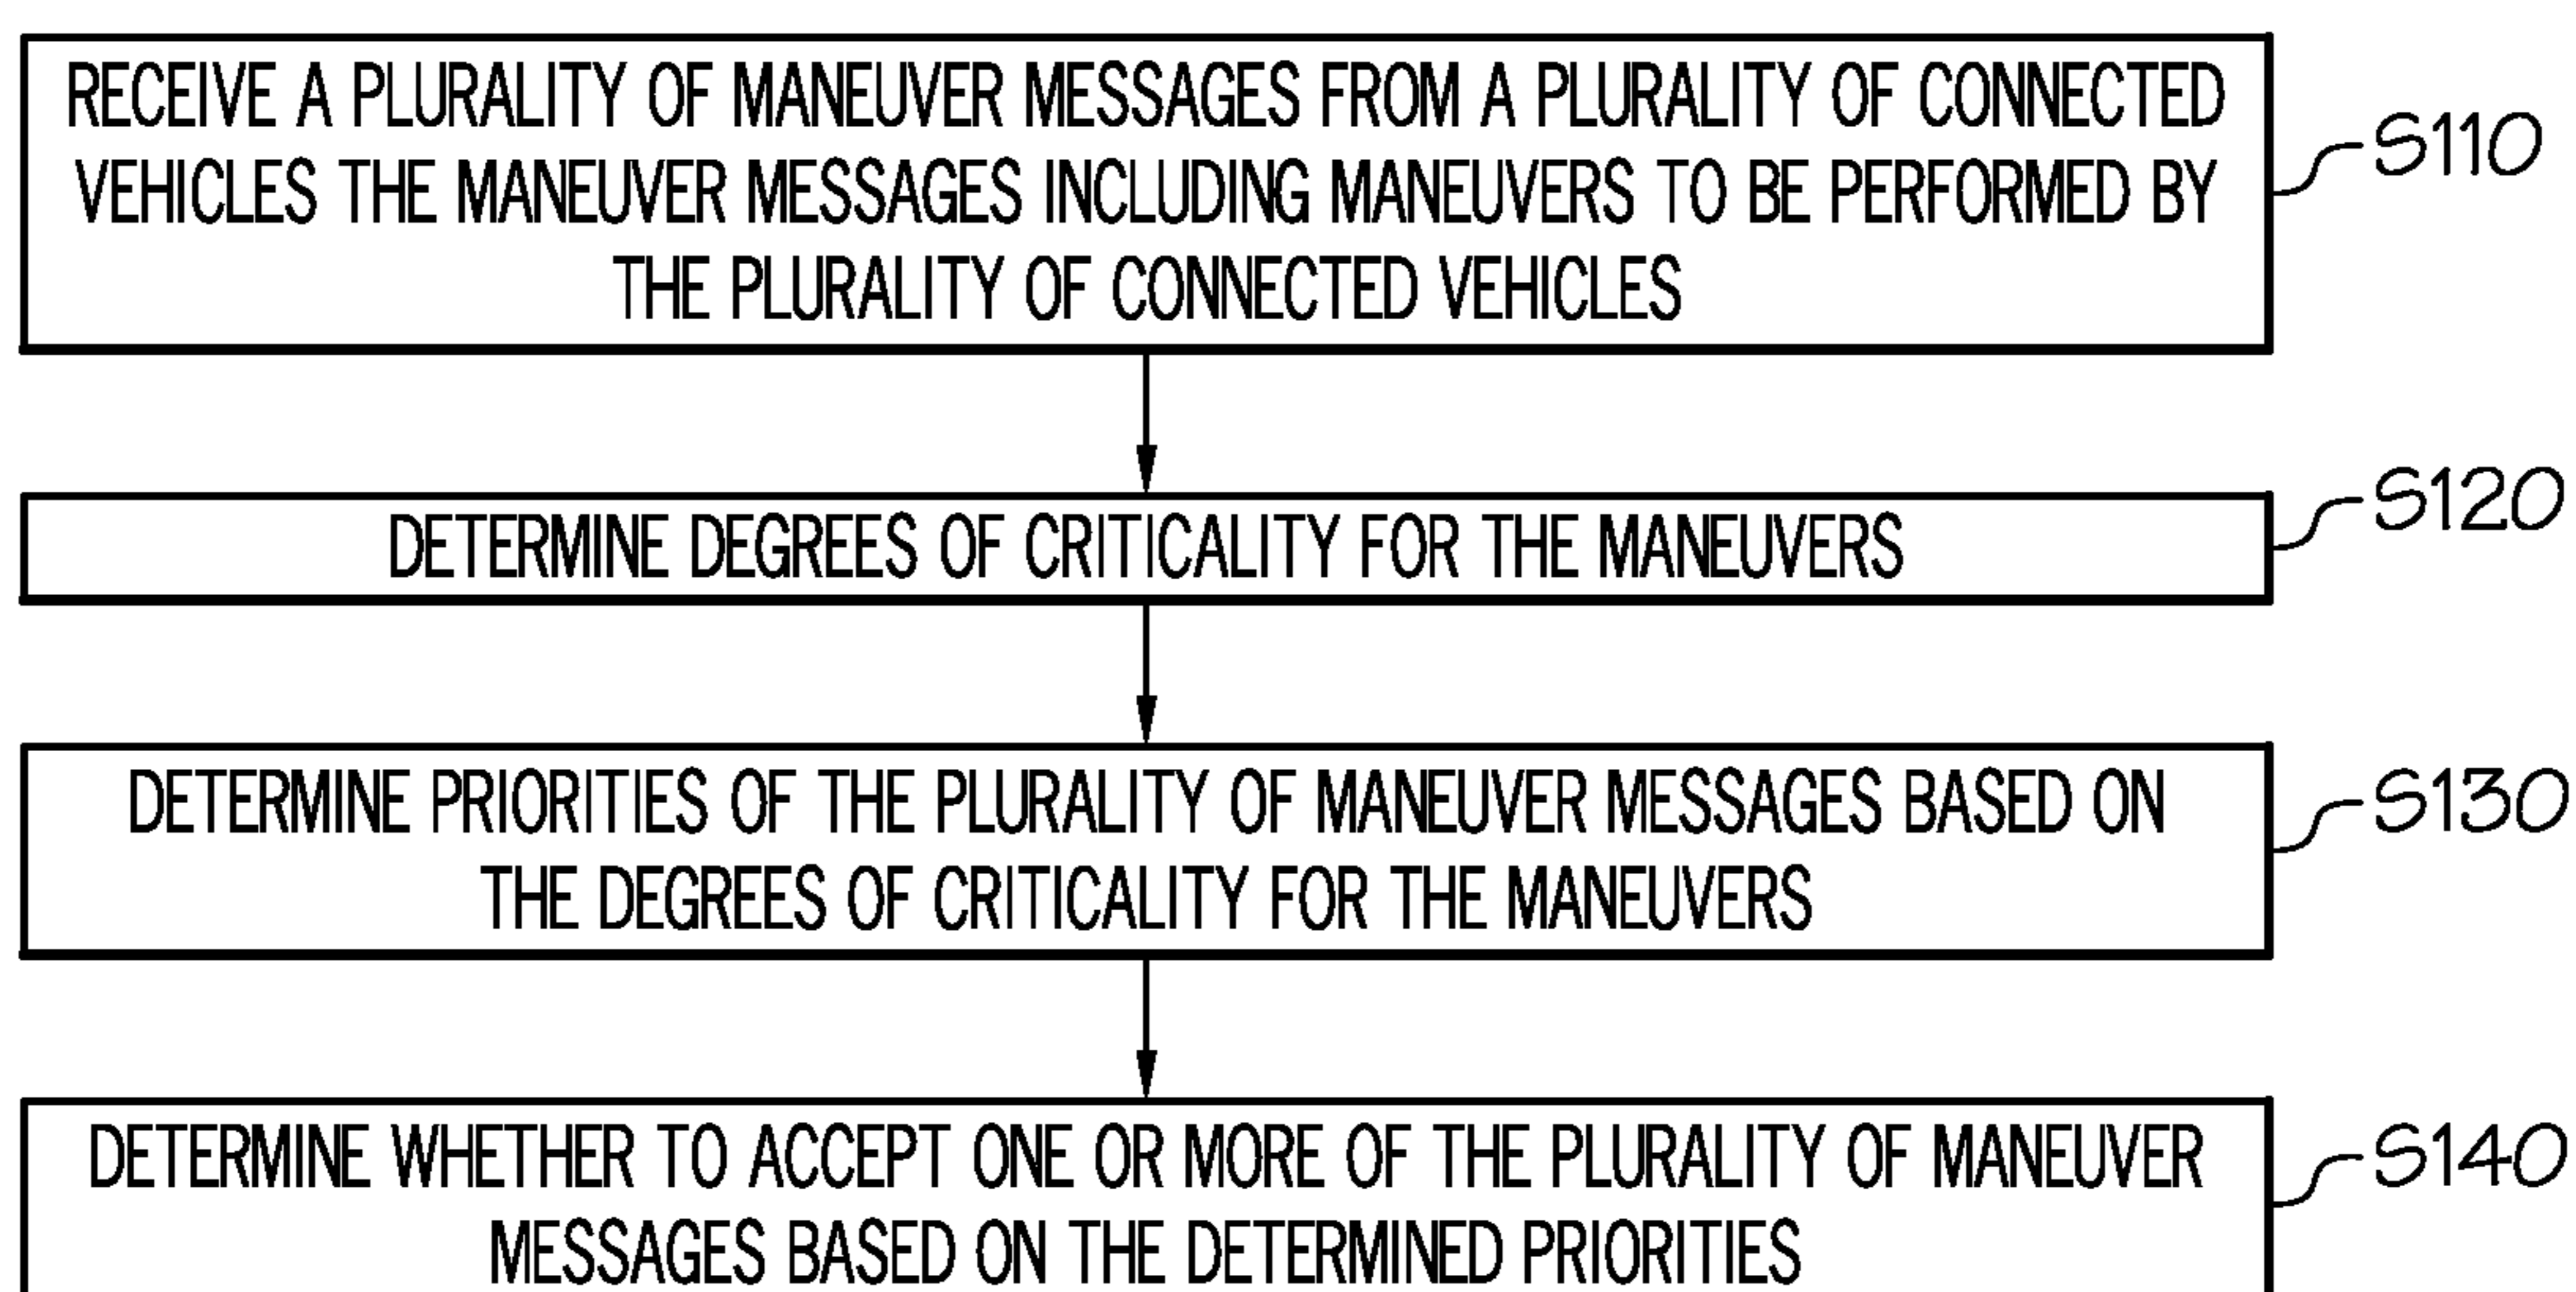 RECEIVE A PLURALITY OF MANEUVER MESSAGES FROM A PLURALITY OF CONNECTED
VEHICLES THE MANEUVER MESSAGES INCLUDING MANEUVERS TO BE PERFORMED BY
THE PLURALITY OF CONNECTED VEHICLES
S110
DETERMINE DEGREES OF CRITICALITY FOR THE MANEUVERS
S120
DETERMINE PRIORITIES OF THE PLURALITY OF MANEUVER MESSAGES BASED ON
THE DEGREES OF CRITICALITY FOR THE MANEUVERS
S130
DETERMINE WHETHER TO ACCEPT ONE OR MORE OF THE PLURALITY OF MANEUVER
MESSAGES BASED ON THE DETERMINED PRIORITIES
S140